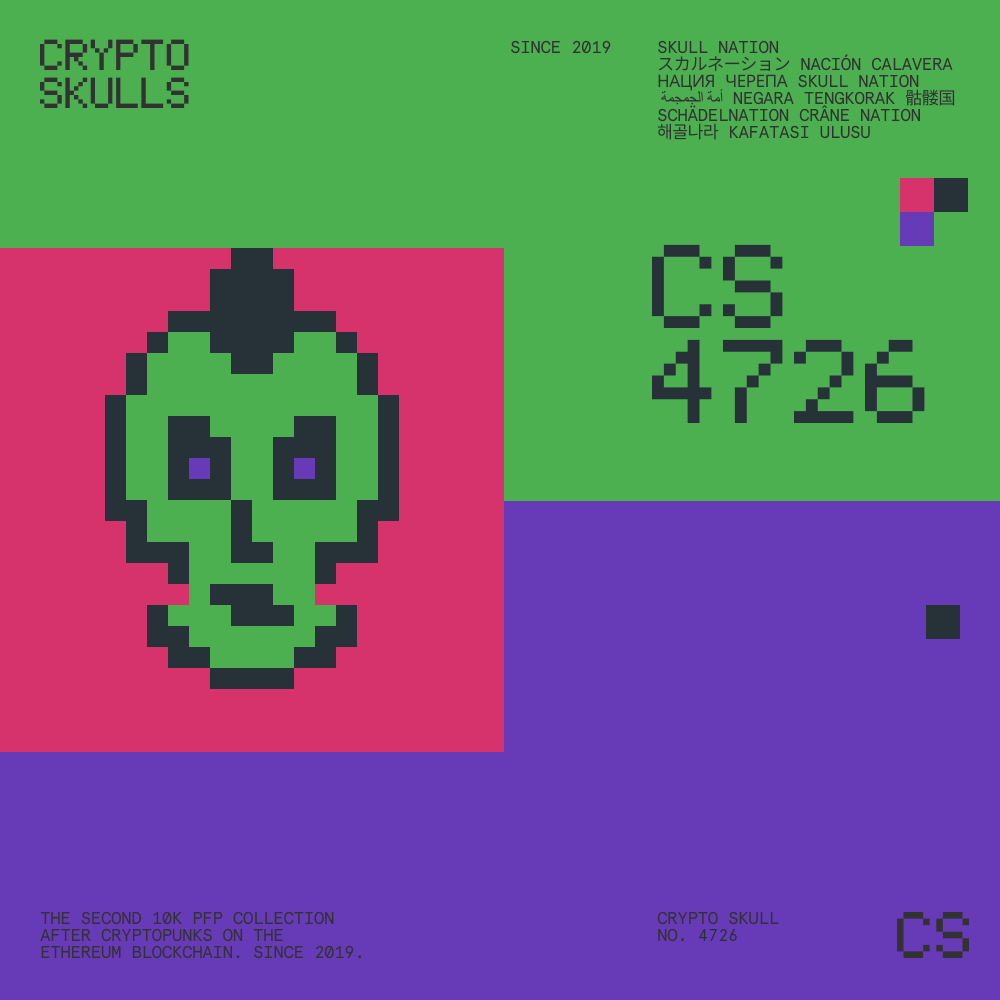 CRYPTO
SKULLS
SINCE 2019
SKULL NATION
スカルネーション NACIÓN CALAVERA
НАЦИЯ ЧЕРЕПА SKULL NATION
أمة الجمجمة NEGARA TENGKORAK 骷髅国
SCHÄDELNATION CRÂNE NATION
해골나라 KAFATASI ULUSU
CS
4726
THE SECOND 10K PFP COLLECTION
AFTER CRYPTOPUNKS ON THE
ETHEREUM BLOCKCHAIN. SINCE 2019.
CRYPTO SKULL
NO. 4726
CS